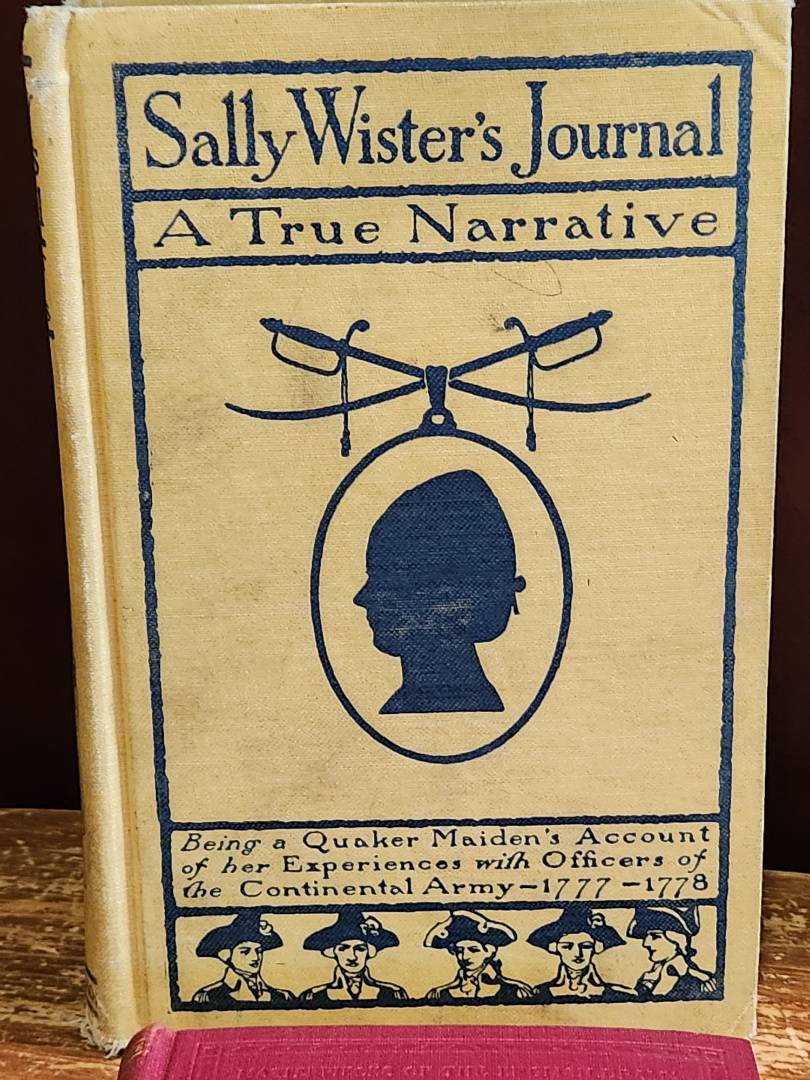 Sally Wister's Journal
A True Narrative
Being a Quaker Maiden's Account
of her Experiences with Officers of
the Continental Army—1777—1778